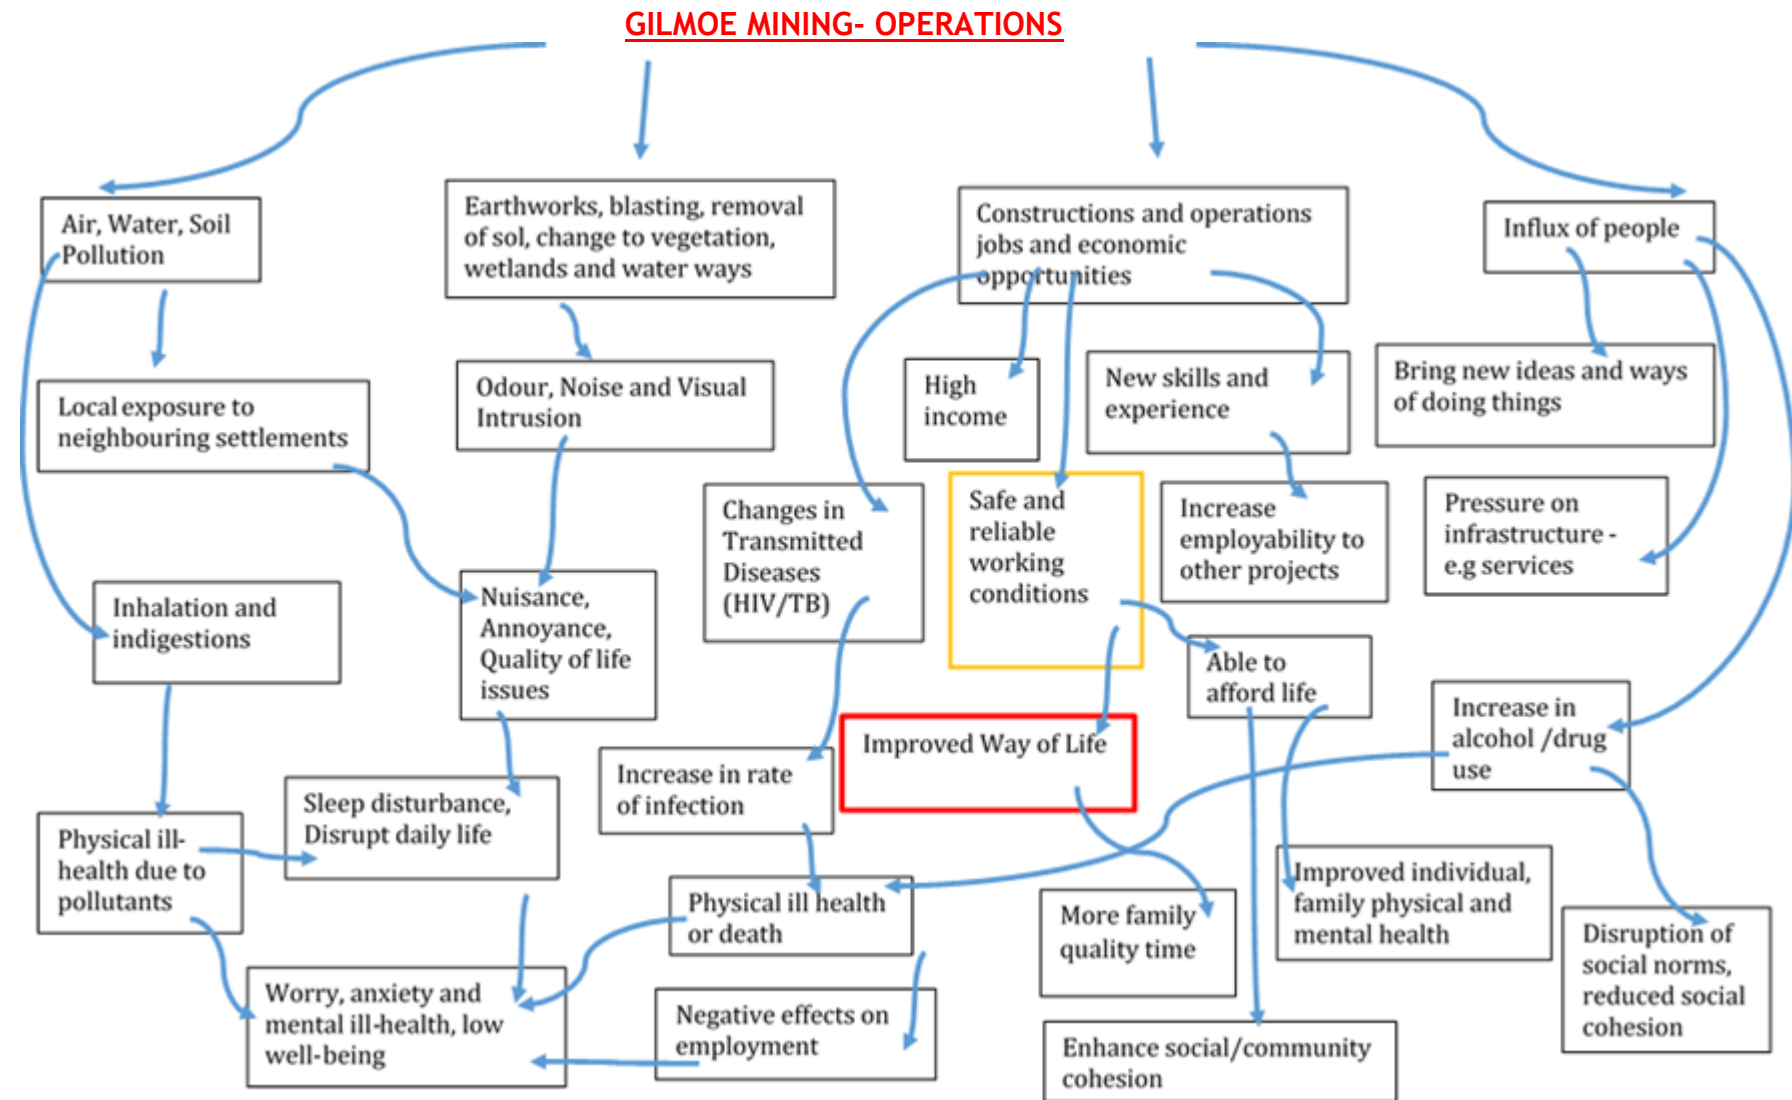 GILMOE MINING- OPERATIONS
Air, Water, Soil
Pollution
Earthworks, blasting, removal
of sol, change to vegetation,
wetlands and water ways
Constructions and operations
jobs and economic
opportunities
Influx of people
Local exposure to
neighbouring settlements
Odour, Noise and Visual
Intrusion
High
income
New skills and
experience
Bring new ideas and ways
of doing things
Changes in
Transmitted
Diseases
(HIV/TB)
Safe and
reliable
working
conditions
Increase
employability to
other projects
Pressure on
infrastructure -
e.g services
Inhalation and
indigestions
Nuisance,
Annoyance,
Quality of life
issues
Able to
afford life
Increase in
alcohol /drug
use
Improved Way of Life
Increase in rate
of infection
Sleep disturbance,
Disrupt daily life
Physical ill-
health due to
pollutants
Physical ill health
or death
More family
quality time
Improved individual,
family physical and
mental health
Disruption of
social norms,
reduced social
cohesion
Worry, anxiety and
mental ill-health, low
well-being
Negative effects on
employment
Enhance social/community
cohesion